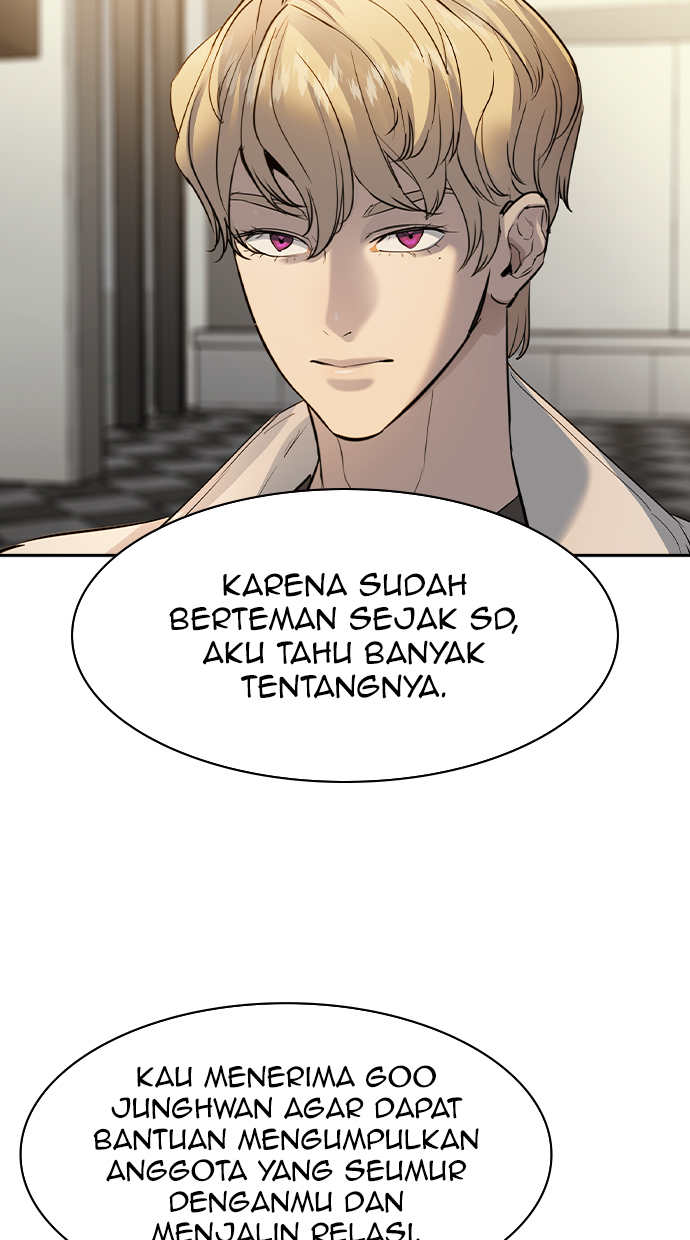 KARENA SUDAH
BERTEMAN SEJAK SD,
AKU TAHU BANYAK
TENTANGNYA.
KAU MENERIMA GOO
JUNGHWAN AGAR DAPAT
BANTUAN MENGUMPULKAN
ANGGOTA YANG SEUMUR
DENGANMU DAN
MENJALIN RELASI.